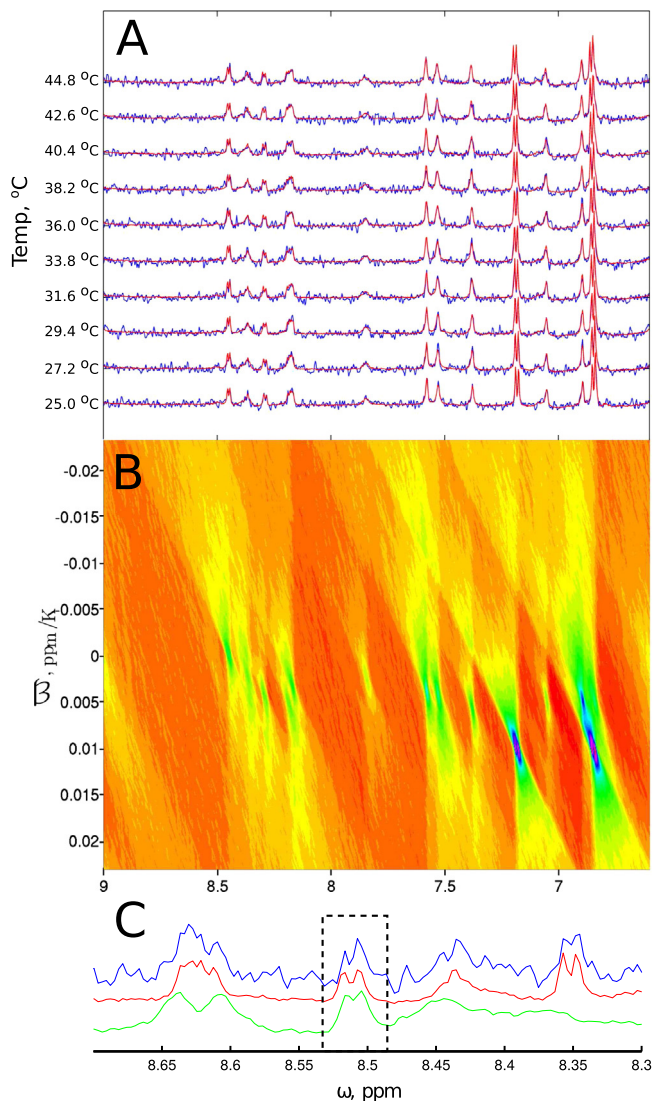 A
44.8 °C
42.6 °C
40.4 °C
38.2 °C
36.0 °C
33.8 °C
31.6 °C
29.4 °C
27.2 °C
25.0 °C
Temp, °C
B
-0.02
-0.015
-0.01
-0.005
0
0.005
0.01
0.015
0.02
β, ppm/K
9 8.5 8 7.5 7
C
8.65 8.6 8.55 8.5 8.45 8.4 8.35 8.3
ω, ppm